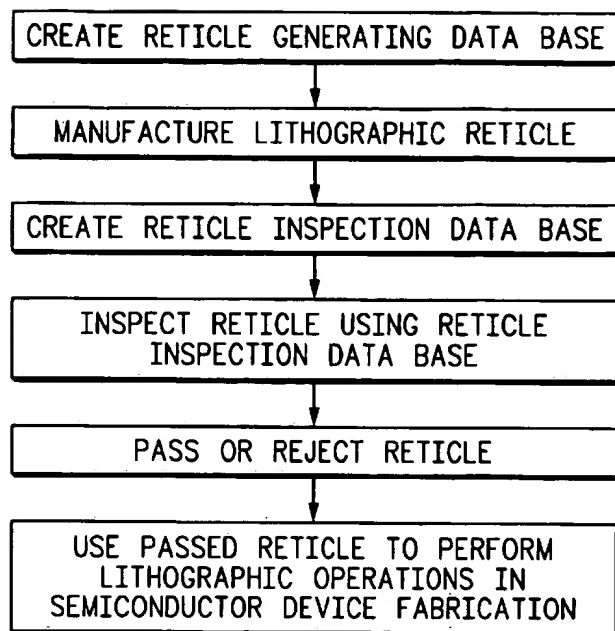 CREATE RETICLE GENERATING DATA BASE
MANUFACTURE LITHOGRAPHIC RETICLE
CREATE RETICLE INSPECTION DATA BASE
INSPECT RETICLE USING RETICLE
INSPECTION DATA BASE
PASS OR REJECT RETICLE
USE PASSED RETICLE TO PERFORM
LITHOGRAPHIC OPERATIONS IN
SEMICONDUCTOR DEVICE FABRICATION